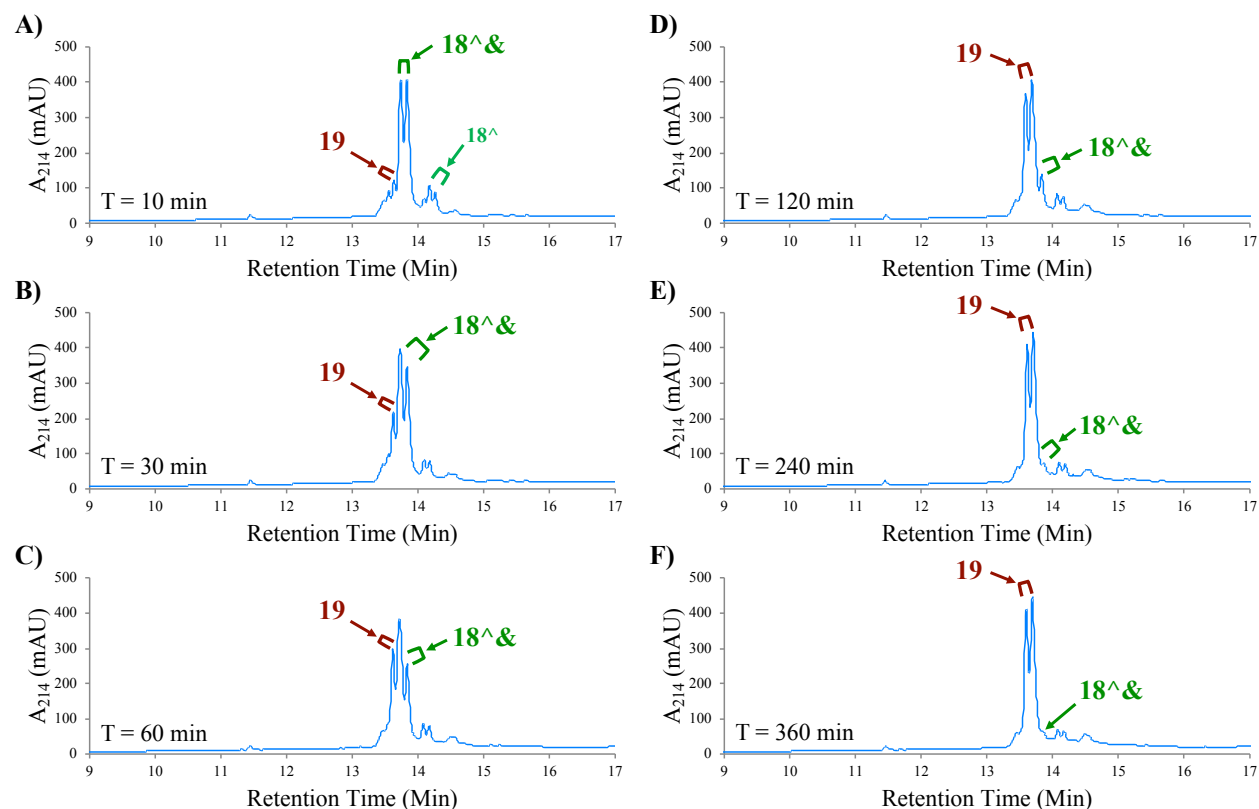 A)
18^&
19
18^
A214 (mAU)
500
400
300
200
100
0
T = 10 min
9 10 11 12 13 14 15 16 17
Retention Time (Min)
B)
18^&
19
A214 (mAU)
500
400
300
200
100
0
T = 30 min
9 10 11 12 13 14 15 16 17
Retention Time (Min)
C)
19
18^&
A214 (mAU)
500
400
300
200
100
0
T = 60 min
9 10 11 12 13 14 15 16 17
Retention Time (Min)
D)
19
18^&
A214 (mAU)
500
400
300
200
100
0
T = 120 min
9 10 11 12 13 14 15 16 17
Retention Time (Min)
E)
19
18^&
A214 (mAU)
500
400
300
200
100
0
T = 240 min
9 10 11 12 13 14 15 16 17
Retention Time (Min)
F)
19
18^&
A214 (mAU)
500
400
300
200
100
0
T = 360 min
9 10 11 12 13 14 15 16 17
Retention Time (Min)